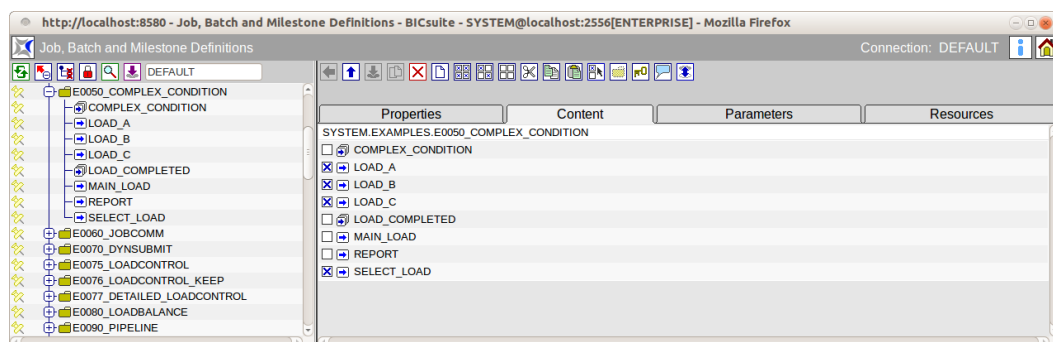 http://localhost:8580 - Job, Batch and Milestone Definitions - BICsuite - SYSTEM@localhost:2556[ENTERPRISE] - Mozilla Firefox
Job, Batch and Milestone Definitions
Connection: DEFAULT
DEFAULT
E0050_COMPLEX_CONDITION
COMPLEX_CONDITION
LOAD_A
LOAD_B
LOAD_C
LOAD_COMPLETED
MAIN_LOAD
REPORT
SELECT_LOAD
E0060_JOBCOMM
E0070_DYNSUBMIT
E0075_LOADCONTROL
E0076_LOADCONTROL_KEEP
E0077_DETAILED_LOADCONTROL
E0080_LOADBALANCE
E0090_PIPELINE
Properties Content Parameters Resources
SYSTEM.EXAMPLES.E0050_COMPLEX_CONDITION
COMPLEX_CONDITION
LOAD_A
LOAD_B
LOAD_C
LOAD_COMPLETED
MAIN_LOAD
REPORT
SELECT_LOAD